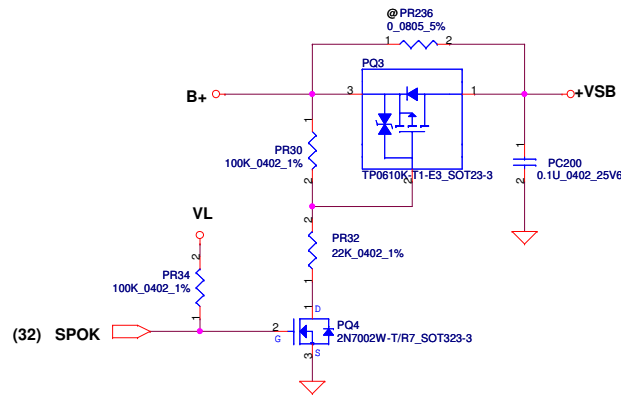 @ PR236
0_0805_5%
1
2
PQ3
B+
3
1
+VSB
1
PR30
100K_0402_1%
2
2
TP0610K-T1-E3_SOT23-3
1
PC200
0.1U_0402_25V6
2
VL
2
PR32
22K_0402_1%
1
2
PR34
100K_0402_1%
1
1
D
PQ4
2N7002W-T/R7_SOT323-3
(32) SPOK
2
G
3
S